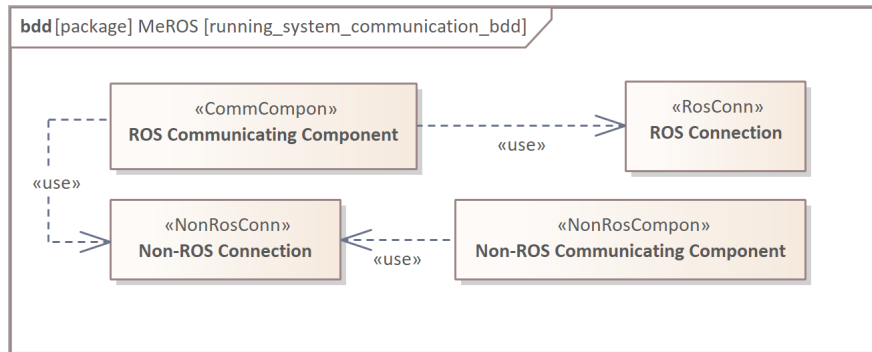 bdd [package] MeROS [running_system_communication_bdd]
«CommCompon»
ROS Communicating Component
«use»
«RosConn»
ROS Connection
«use»
«NonRosConn»
Non-ROS Connection
«use»
«NonRosCompon»
Non-ROS Communicating Component